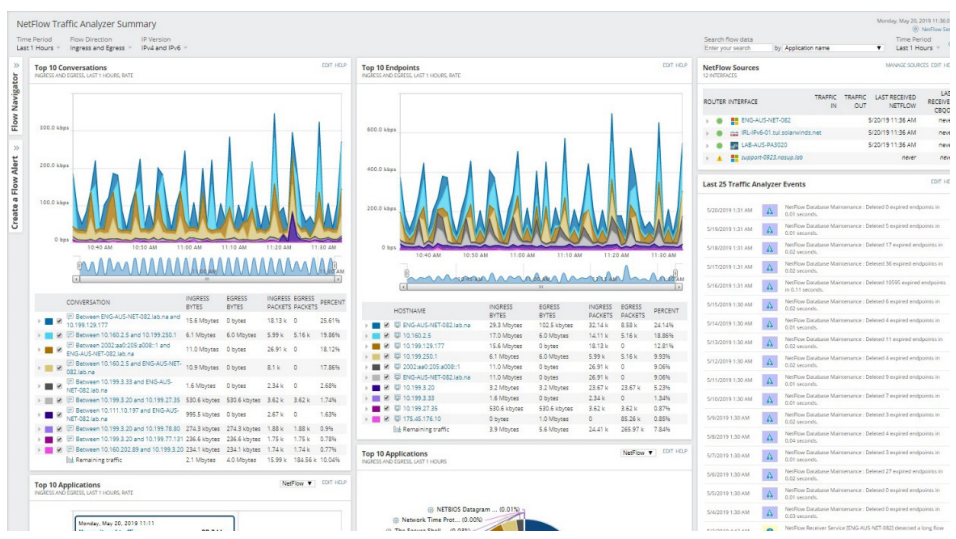 NetFlow Traffic Analyzer Summary
Monday, May 20, 2019 11:36:0
NetFlow Se
Time Period Flow Direction IP Version
Last 1 Hours Ingress and Egress IPv4 and IPv6
Search flow data
Enter your search by Application name
Time Period
Last 1 Hours
Flow Navigator
Create a Flow Alert
Top 10 Conversations EDIT HELP
INGRESS AND EGRESS, LAST 1 HOURS, RATE
300.0 kbps
200.0 kbps
100.0 kbps
0 bps
10:40 AM 10:50 AM 11:00 AM 11:10 AM 11:20 AM 11:30 AM
CONVERSATION INGRESS BYTES EGRESS BYTES INGRESS PACKETS EGRESS PACKETS PERCENT
Between ENG-AUS-NET-082.lab.na and 10.199.129.177 15.6 Mbytes 0 bytes 18.13 k 0 25.61%
Between 10.160.2.5 and 10.199.250.1 6.1 Mbytes 6.0 Mbytes 5.99 k 5.16 k 19.86%
Between 2002:aa0:205:a008::1 and ENG-AUS-NET-082.lab.na 11.0 Mbytes 0 bytes 26.91 k 0 18.12%
Between 10.160.2.5 and ENG-AUS-NET-082.lab.na 10.9 Mbytes 0 bytes 8.1 k 0 17.86%
Between 10.199.3.33 and ENG-AUS-NET-082.lab.na 1.6 Mbytes 0 bytes 2.34 k 0 2.68%
Between 10.199.3.20 and 10.199.27.35 530.6 kbytes 530.6 kbytes 3.62 k 3.62 k 1.74%
Between 10.111.10.197 and ENG-AUS-NET-082.lab.na 995.5 kbytes 0 bytes 2.67 k 0 1.63%
Between 10.199.3.20 and 10.199.78.80 274.3 kbytes 274.3 kbytes 1.88 k 1.88 k 0.9%
Between 10.199.3.20 and 10.199.77.131 236.6 kbytes 236.6 kbytes 1.75 k 1.75 k 0.78%
Between 10.160.202.89 and 10.199.3.20 234.1 kbytes 234.1 kbytes 1.74 k 1.74 k 0.77%
Remaining traffic 2.1 Mbytes 4.0 Mbytes 15.99 k 184.56 k 10.04%
Top 10 Applications NetFlow EDIT HELP
INGRESS AND EGRESS, LAST 1 HOURS, RATE
Monday, May 20, 2019 11:11
Top 10 Endpoints EDIT HELP
INGRESS AND EGRESS, LAST 1 HOURS, RATE
600.0 kbps
400.0 kbps
200.0 kbps
0 bps
10:40 AM 10:50 AM 11:00 AM 11:10 AM 11:20 AM 11:30 AM
HOSTNAME INGRESS BYTES EGRESS BYTES INGRESS PACKETS EGRESS PACKETS PERCENT
ENG-AUS-NET-082.lab.na 29.3 Mbytes 102.5 kbytes 32.14 k 8.58 k 24.14%
10.160.2.5 17.0 Mbytes 6.0 Mbytes 14.11 k 5.16 k 18.86%
10.199.129.177 15.6 Mbytes 0 bytes 18.13 k 0 12.81%
10.199.250.1 6.1 Mbytes 6.0 Mbytes 5.99 k 5.16 k 9.93%
2002:aa0:205:a008::1 11.0 Mbytes 0 bytes 26.91 k 0 9.06%
ENG-AUS-NET-082.lab.na 11.0 Mbytes 0 bytes 26.91 k 0 9.06%
10.199.3.20 3.2 Mbytes 3.2 Mbytes 23.67 k 23.67 k 5.23%
10.199.3.33 1.6 Mbytes 0 bytes 2.34 k 0 1.34%
10.199.27.35 530.6 kbytes 530.6 kbytes 3.62 k 3.62 k 0.87%
175.45.176.10 0 bytes 1.0 Mbytes 0 85.26 k 0.85%
Remaining traffic 3.9 Mbytes 5.6 Mbytes 24.41 k 265.97 k 7.84%
Top 10 Applications NetFlow EDIT HELP
INGRESS AND EGRESS, LAST 1 HOURS
NETBIOS Datagram ... (0.01%)
Network Time Prot... (0.00%)
NetFlow Sources MANAGE SOURCES EDIT HE
12 INTERFACES
ROUTER INTERFACE TRAFFIC IN TRAFFIC OUT LAST RECEIVED NETFLOW LAS RECEIVE CBQO
ENG-AUS-NET-082 5/20/19 11:36 AM neve
IRL-IPv6-01.tul.solarwinds.net 5/20/19 11:36 AM neve
LAB-AUS-PA3020 5/20/19 11:36 AM neve
support-0923.nasup.lab never neve
Last 25 Traffic Analyzer Events EDIT HE
5/20/2019 1:31 AM NetFlow Database Maintenance : Deleted 0 expired endpoints in 0.01 seconds.
5/19/2019 1:31 AM NetFlow Database Maintenance : Deleted 5 expired endpoints in 0.01 seconds.
5/18/2019 1:31 AM NetFlow Database Maintenance : Deleted 17 expired endpoints in 0.02 seconds.
5/17/2019 1:31 AM NetFlow Database Maintenance : Deleted 36 expired endpoints in 0.02 seconds.
5/16/2019 1:31 AM NetFlow Database Maintenance : Deleted 10595 expired endpoints in 0.11 seconds.
5/15/2019 1:30 AM NetFlow Database Maintenance : Deleted 6 expired endpoints in 0.02 seconds.
5/14/2019 1:30 AM NetFlow Database Maintenance : Deleted 4 expired endpoints in 0.01 seconds.
5/13/2019 1:30 AM NetFlow Database Maintenance : Deleted 11 expired endpoints in 0.02 seconds.
5/12/2019 1:30 AM NetFlow Database Maintenance : Deleted 4 expired endpoints in 0.01 seconds.
5/11/2019 1:30 AM NetFlow Database Maintenance : Deleted 9 expired endpoints in 0.01 seconds.
5/10/2019 1:30 AM NetFlow Database Maintenance : Deleted 7 expired endpoints in 0.01 seconds.
5/9/2019 1:30 AM NetFlow Database Maintenance : Deleted 3 expired endpoints in 0.02 seconds.
5/8/2019 1:30 AM NetFlow Database Maintenance : Deleted 4 expired endpoints in 0.04 seconds.
5/7/2019 1:30 AM NetFlow Database Maintenance : Deleted 3 expired endpoints in 0.01 seconds.
5/6/2019 1:30 AM NetFlow Database Maintenance : Deleted 27 expired endpoints in 0.02 seconds.
5/5/2019 1:30 AM NetFlow Database Maintenance : Deleted 0 expired endpoints in 0.03 seconds.
NetFlow Receiver Service [ENG-AUS-NET-082] detected a long flow